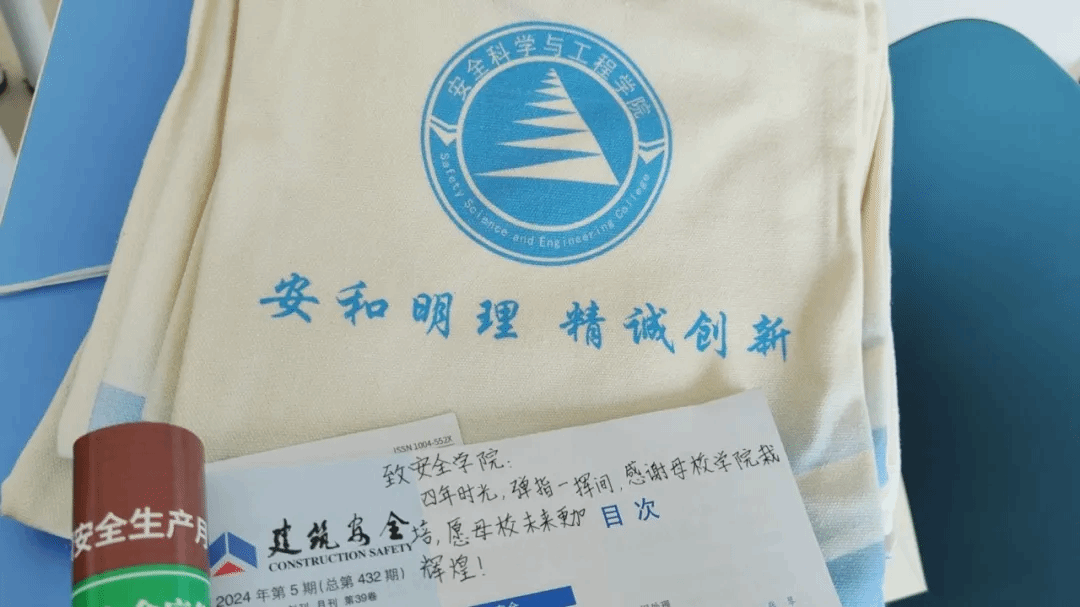 安全科学与工程学院
Safety Science and Engineering College
安和明理 精诚创新
ISSN 1004-552X
致安全学院:
四年时光,弹指一挥间,感谢母校学院栽
培,愿母校未来更加
辉煌!
目次
建筑安全
CONSTRUCTION SAFETY
2024 年第 5 期(总第 432 期)
月刊 第39卷
安全生产月